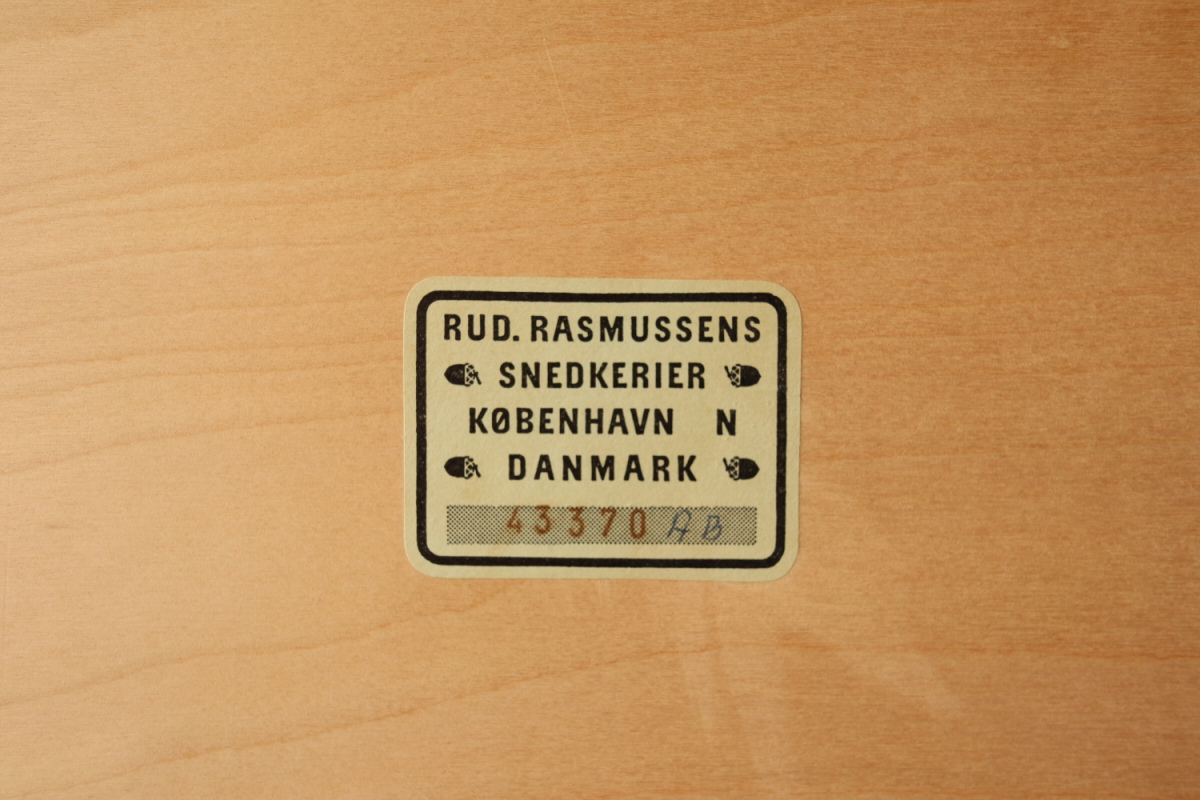 RUD. RASMUSSENS
SNEDKERIER
KØBENHAVN N
DANMARK
43370 AB